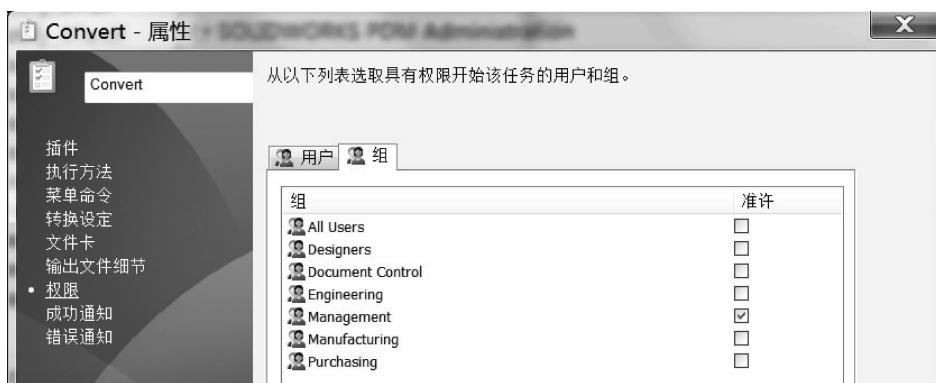 Convert - 属性 - SOLIDWORKS PDM Administration
Convert
从以下列表选取具有权限开始该任务的用户和组。
插件
执行方法
菜单命令
转换设定
文件卡
输出文件细节
• 权限
成功通知
错误通知
用户 组
组 准许
All Users
Designers
Document Control
Engineering
Management
Manufacturing
Purchasing